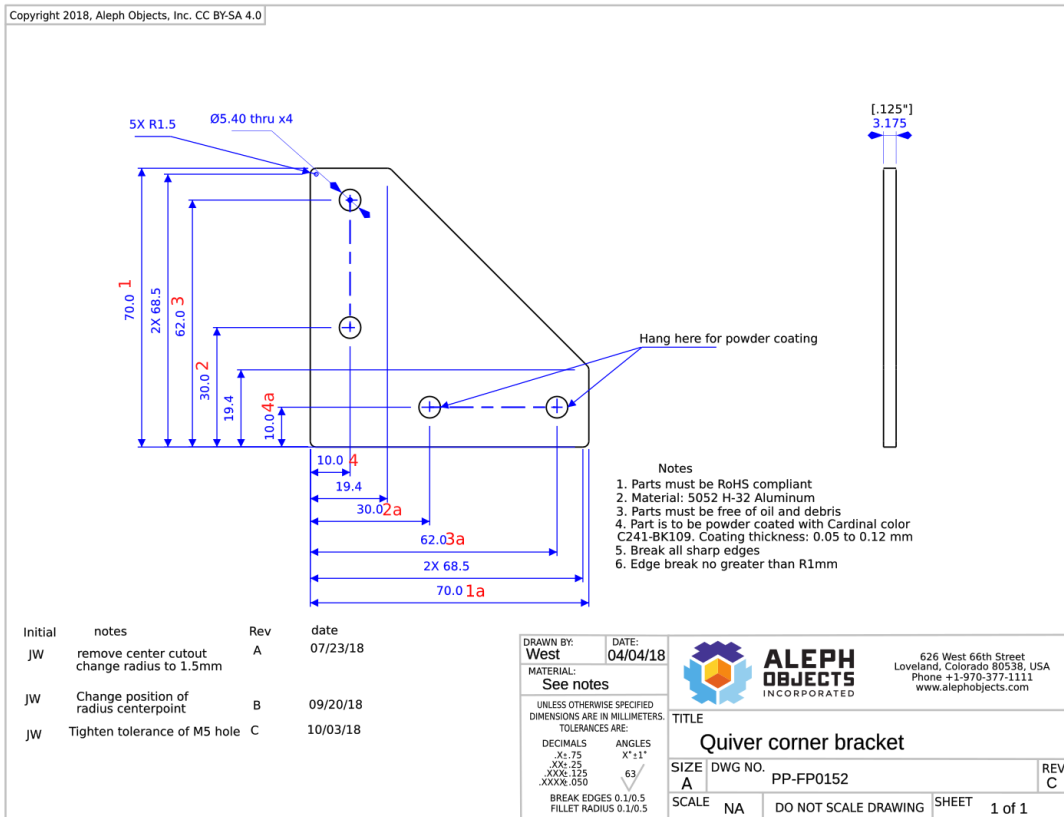 Copyright 2018, Aleph Objects, Inc. CC BY-SA 4.0
[.125"]
3.175
5X R1.5
Ø5.40 thru x4
70.0 1
2X 68.5
62.0 3
30.0 2
19.4
10.0 4a
Hang here for powder coating
10.0 4
19.4
30.0 2a
62.0 3a
2X 68.5
70.0 1a
Notes
1. Parts must be RoHS compliant
2. Material: 5052 H-32 Aluminum
3. Parts must be free of oil and debris
4. Part is to be powder coated with Cardinal color
C241-BK109. Coating thickness: 0.05 to 0.12 mm
5. Break all sharp edges
6. Edge break no greater than R1mm
Initial notes Rev date
JW remove center cutout A 07/23/18
change radius to 1.5mm
JW Change position of
radius centerpoint B 09/20/18
JW Tighten tolerance of M5 hole C 10/03/18
DRAWN BY: DATE:
West 04/04/18
MATERIAL:
See notes
UNLESS OTHERWISE SPECIFIED
DIMENSIONS ARE IN MILLIMETERS.
TOLERANCES ARE:
DECIMALS ANGLES
.X±.75 X°±1°
.XX±.25
.XXX±.125 63
.XXXX±.050
BREAK EDGES 0.1/0.5
FILLET RADIUS 0.1/0.5
ALEPH
OBJECTS
INCORPORATED
626 West 66th Street
Loveland, Colorado 80538, USA
Phone +1-970-377-1111
www.alephobjects.com
TITLE
Quiver corner bracket
SIZE DWG NO. REV
A PP-FP0152 C
SCALE NA DO NOT SCALE DRAWING SHEET 1 of 1